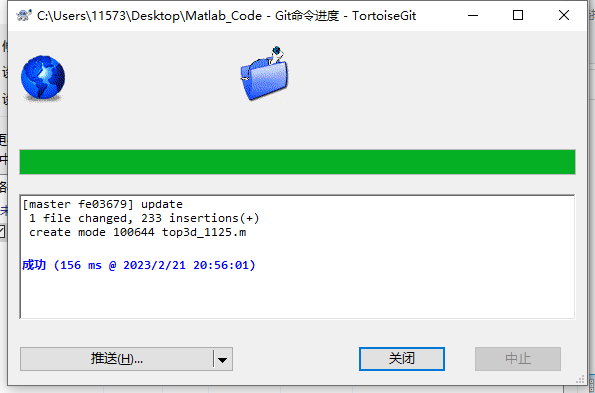 C:\Users\11573\Desktop\Matlab_Code - Git命令进度 - TortoiseGit
[master fe03679] update
1 file changed, 233 insertions(+)
create mode 100644 top3d_1125.m
成功 (156 ms @ 2023/2/21 20:56:01)
推送(H)...
关闭
中止